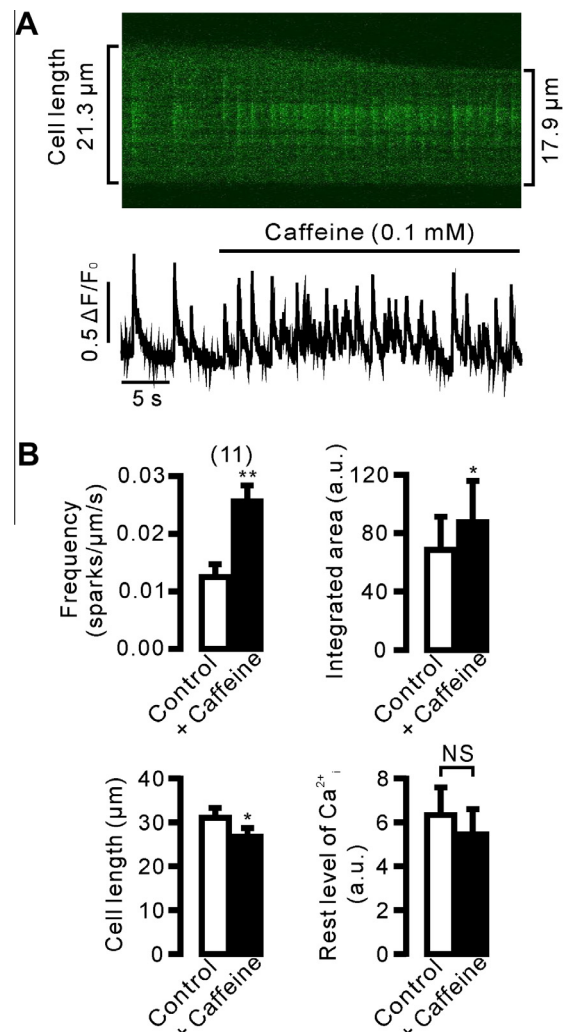 A
Cell length
21.3 µm
17.9 µm
Caffeine (0.1 mM)
0.5 ΔF/F₀
5 s
B
(11)
**
Frequency
(sparks/µm/s)
0.03
0.02
0.01
0.00
Control
+ Caffeine
*
Integrated area (a.u.)
120
80
40
0
Control
+ Caffeine
*
Cell length (µm)
40
30
20
10
0
Control
+ Caffeine
NS
Rest level of Ca²⁺ᵢ
(a.u.)
8
6
4
2
0
Control
+ Caffeine